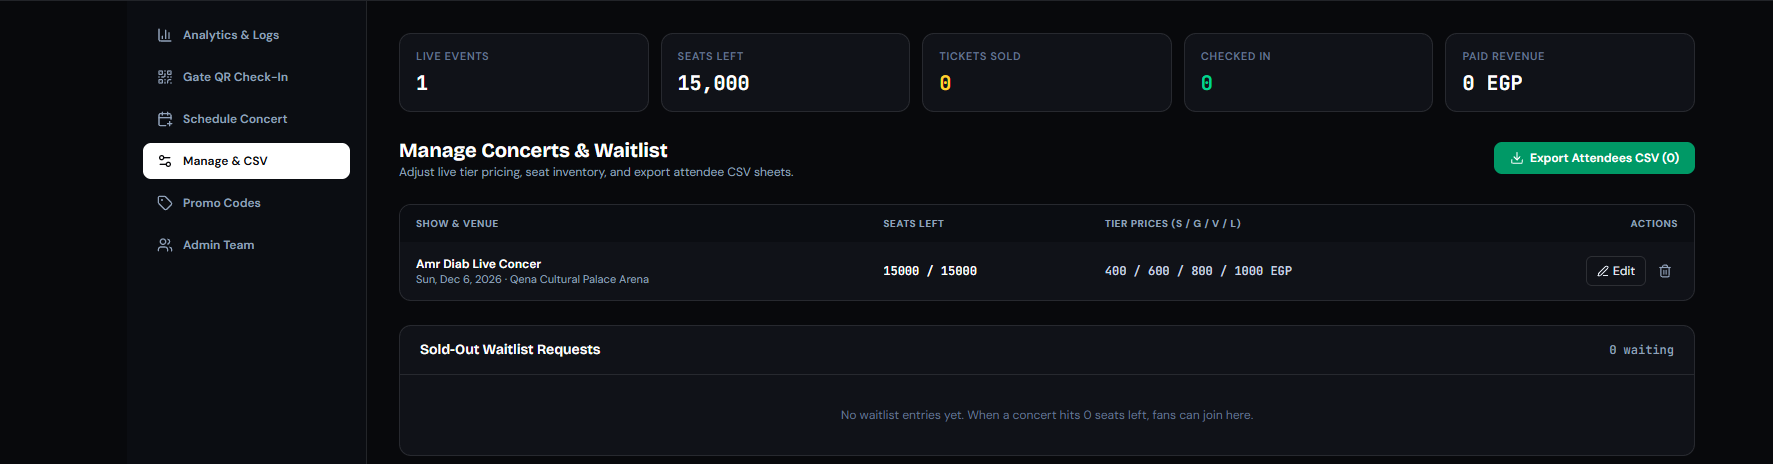 Analytics & Logs
Gate QR Check-In
Schedule Concert
Manage & CSV
Promo Codes
Admin Team
LIVE EVENTS
1
SEATS LEFT
15,000
TICKETS SOLD
0
CHECKED IN
0
PAID REVENUE
0 EGP
Manage Concerts & Waitlist
Adjust live tier pricing, seat inventory, and export attendee CSV sheets.
Export Attendees CSV (0)
SHOW & VENUE SEATS LEFT TIER PRICES (S / G / V / L) ACTIONS
Amr Diab Live Concer
Sun, Dec 6, 2026 · Qena Cultural Palace Arena
15000 / 15000
400 / 600 / 800 / 1000 EGP
Edit
Sold-Out Waitlist Requests
0 waiting
No waitlist entries yet. When a concert hits 0 seats left, fans can join here.